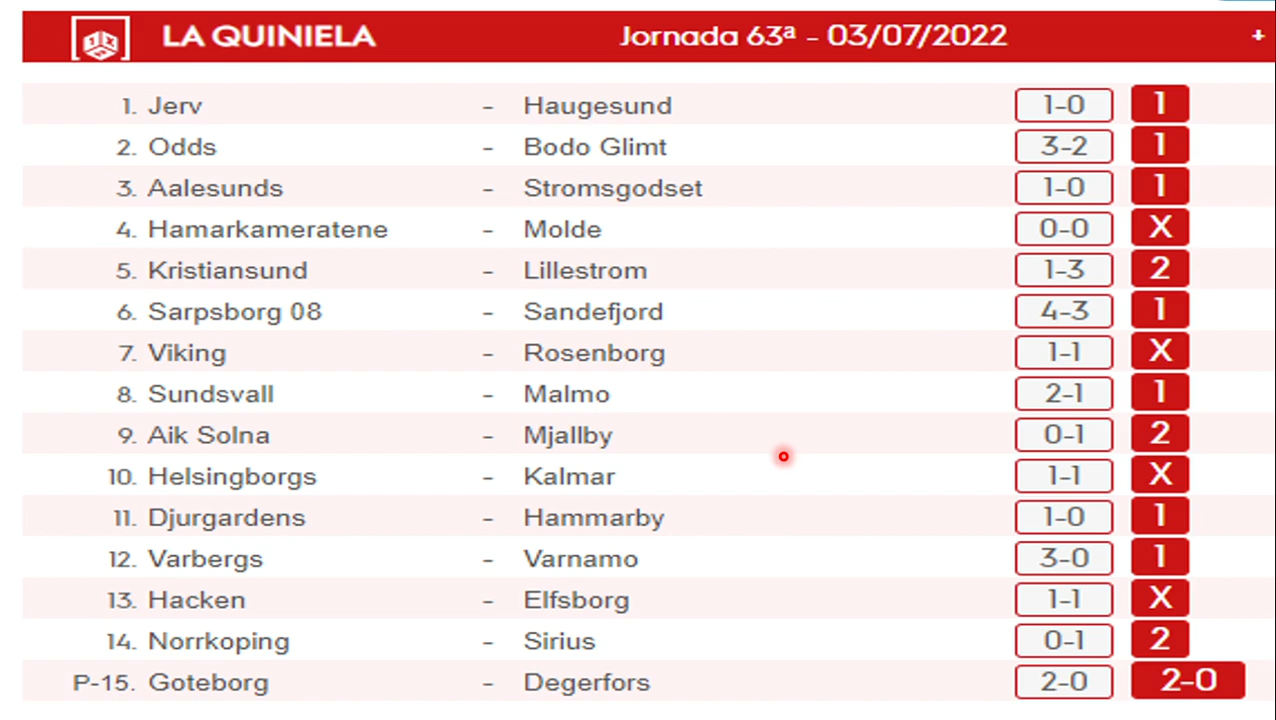 LA QUINIELA Jornada 63ª - 03/07/2022 +
1. Jerv - Haugesund 1-0 1
2. Odds - Bodo Glimt 3-2 1
3. Aalesunds - Stromsgodset 1-0 1
4. Hamarkameratene - Molde 0-0 X
5. Kristiansund - Lillestrom 1-3 2
6. Sarpsborg 08 - Sandefjord 4-3 1
7. Viking - Rosenborg 1-1 X
8. Sundsvall - Malmo 2-1 1
9. Aik Solna - Mjallby 0-1 2
10. Helsingborgs - Kalmar 1-1 X
11. Djurgardens - Hammarby 1-0 1
12. Varbergs - Varnamo 3-0 1
13. Hacken - Elfsborg 1-1 X
14. Norrkoping - Sirius 0-1 2
P-15. Goteborg - Degerfors 2-0 2-0